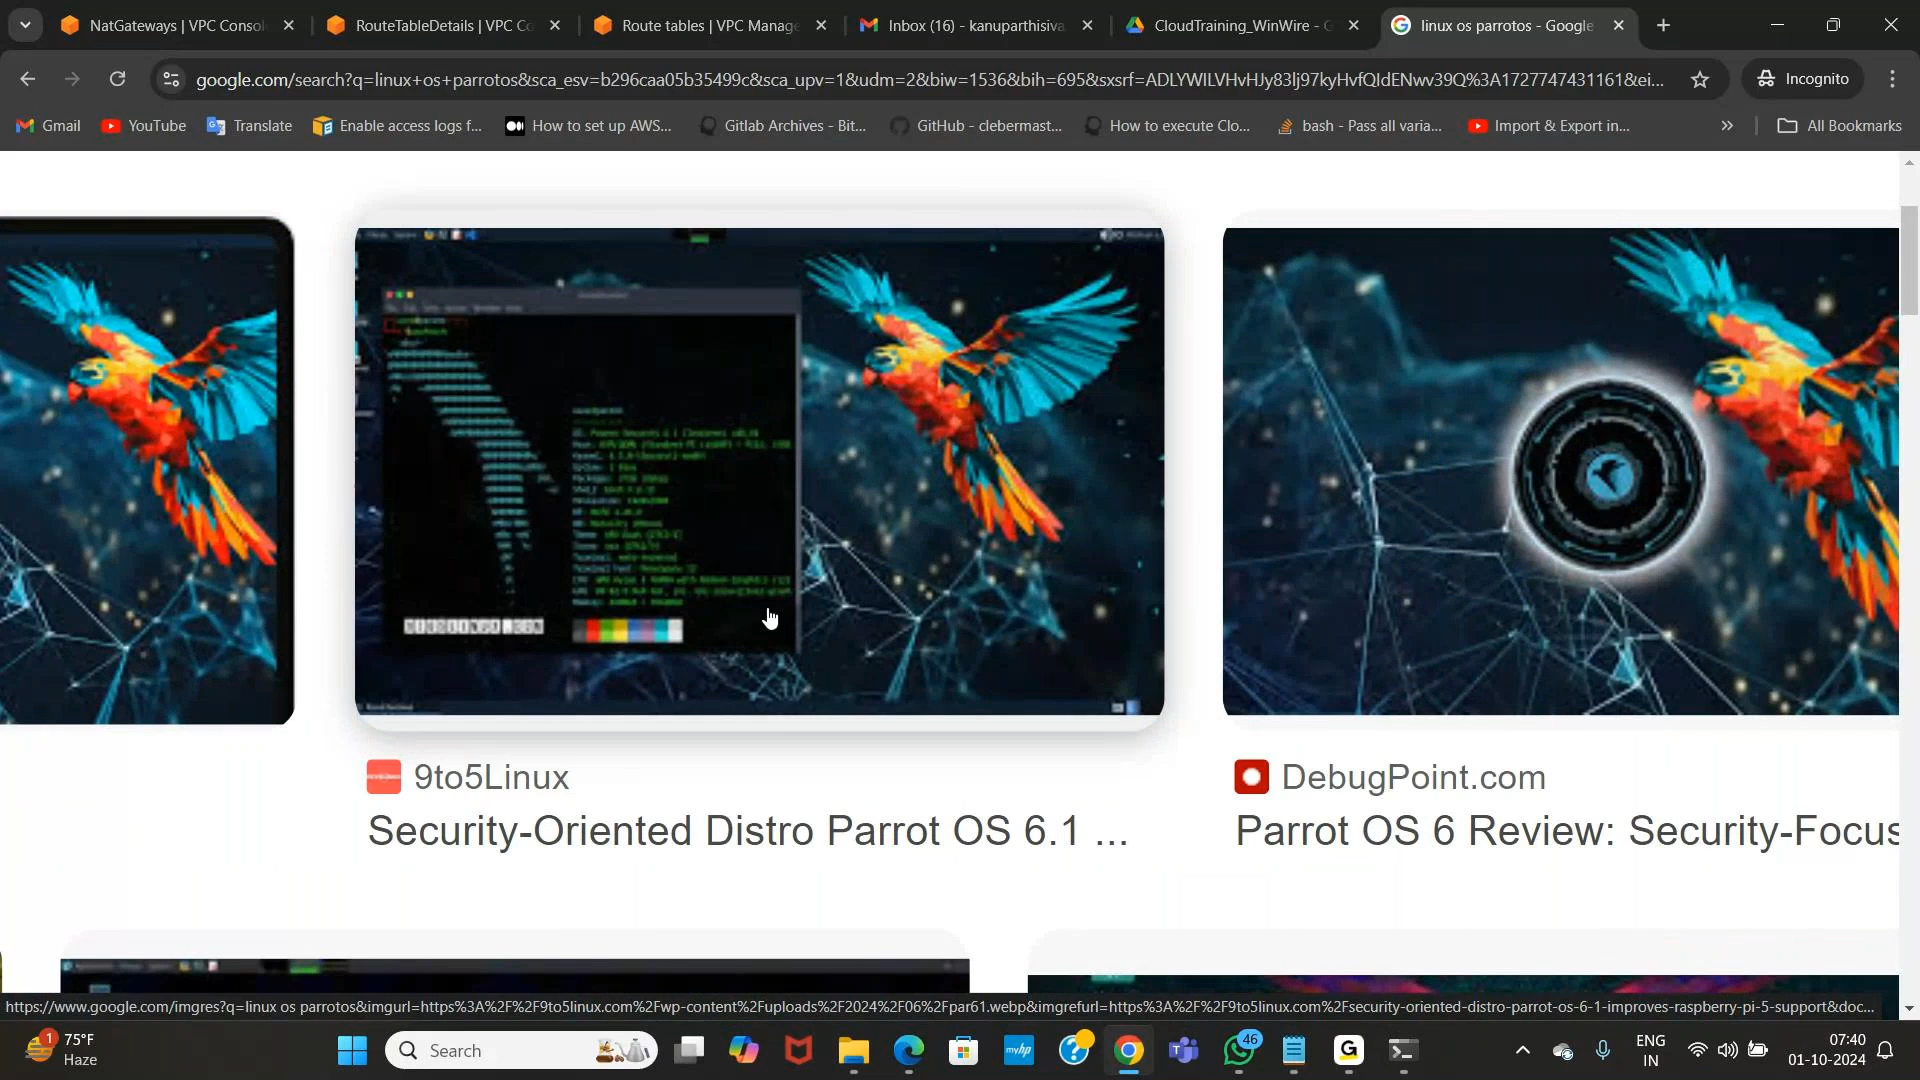 NatGateways | VPC Consol
RouteTableDetails | VPC Co
Route tables | VPC Manage
Inbox (16) - kanuparthisiva
CloudTraining_WinWire - G
linux os parrotos - Google
google.com/search?q=linux+os+parrotos&sca_esv=b296caa05b35499c&sca_upv=1&udm=2&biw=1536&bih=695&sxsrf=ADLYWILVHvHJy83lj97kyHvfQIdENwv39Q%3A1727747431161&ei...
Incognito
Gmail
YouTube
Translate
Enable access logs f...
How to set up AWS...
Gitlab Archives - Bit...
GitHub - clebermast...
How to execute Clo...
bash - Pass all varia...
Import & Export in...
All Bookmarks
9to5Linux
Security-Oriented Distro Parrot OS 6.1 ...
DebugPoint.com
Parrot OS 6 Review: Security-Focus
https://www.google.com/imgres?q=linux os parrotos&imgurl=https%3A%2F%2F9to5linux.com%2Fwp-content%2Fuploads%2F2024%2F06%2Fpar61.webp&imgrefurl=https%3A%2F%2F9to5linux.com%2Fsecurity-oriented-distro-parrot-os-6-1-improves-raspberry-pi-5-support&doc...
1
75°F
Haze
Search
myhp
46
ENG
IN
07:40
01-10-2024